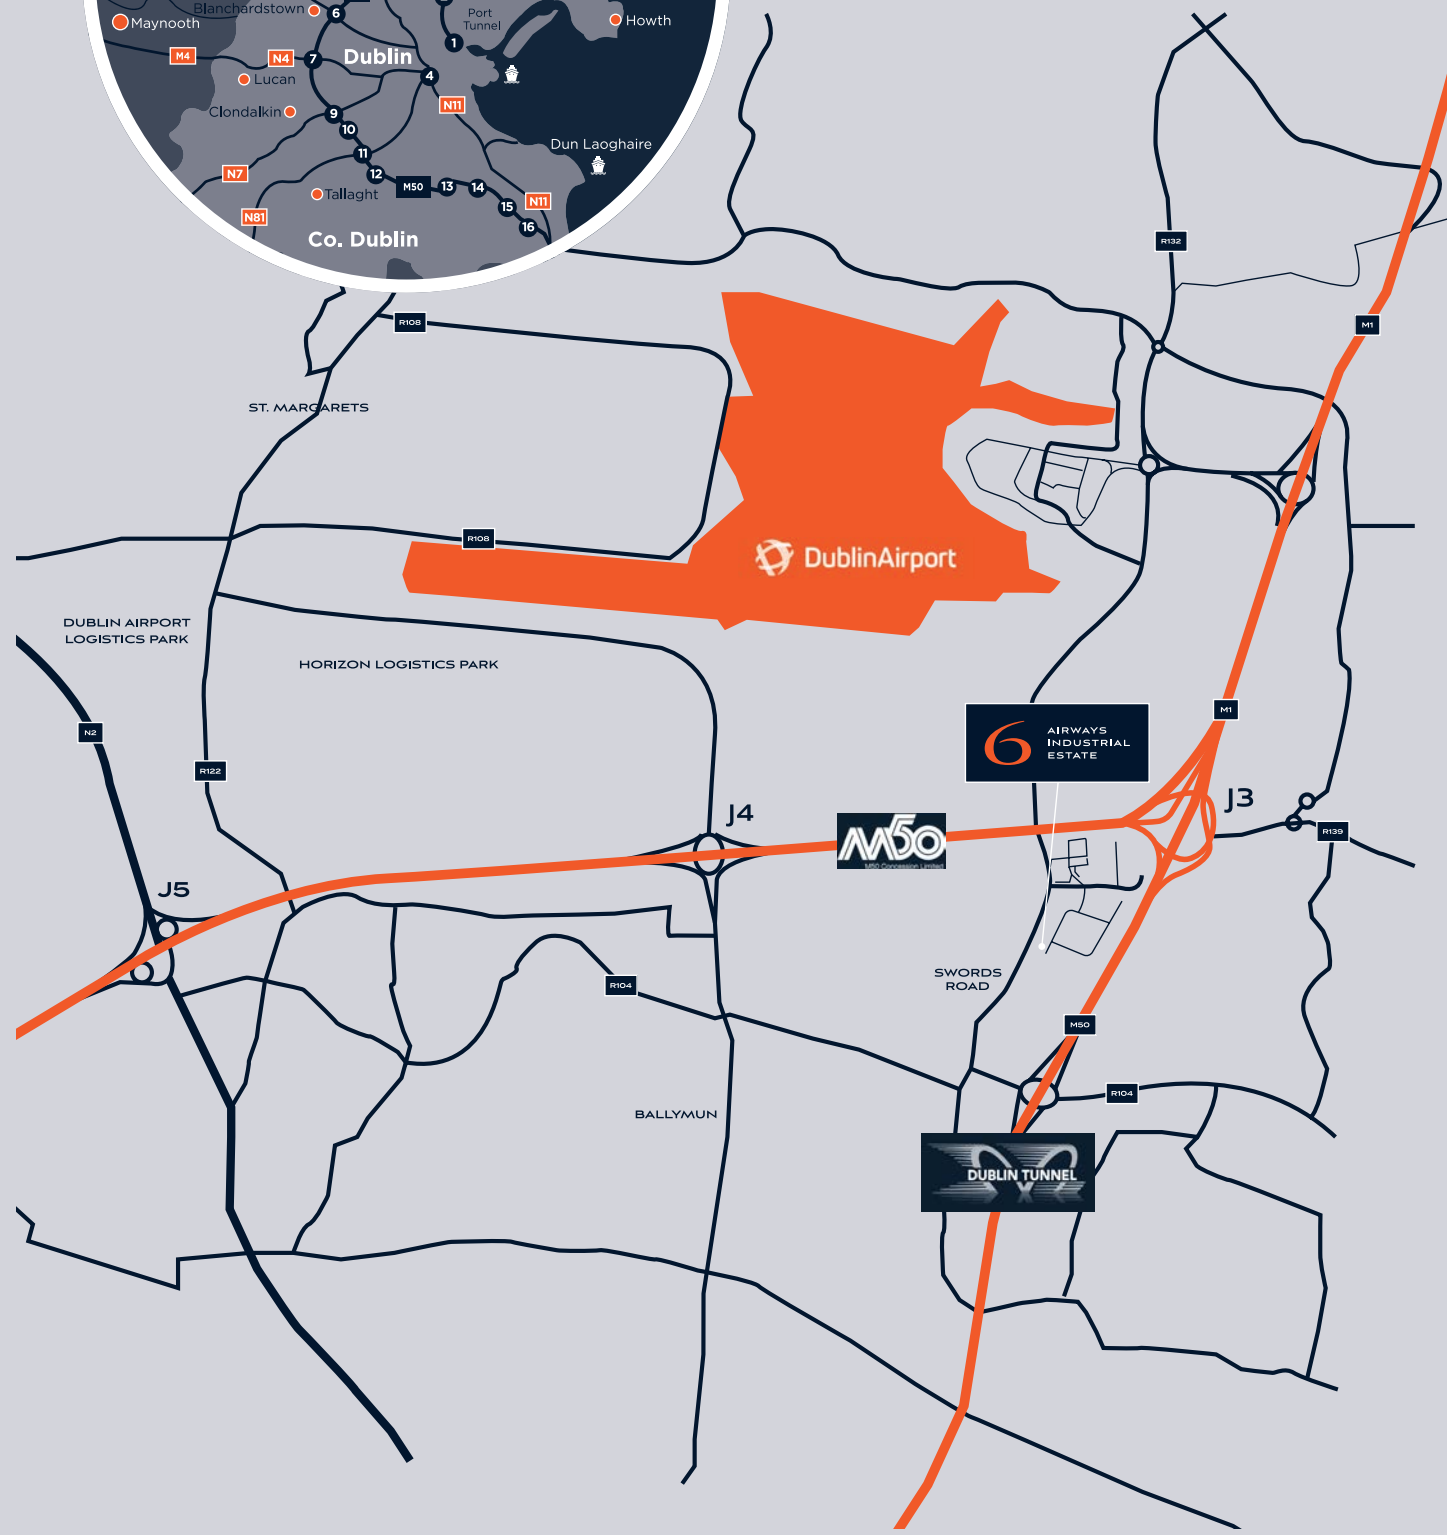 Blanchardstown
6
Maynooth
Port
Tunnel
1
Howth
M4
N4
7
Dublin
4
Lucan
Clondalkin
9
N11
10
11
Dun Laoghaire
N7
12
M50
13
14
Tallaght
15
N11
N81
16
Co. Dublin
R132
R108
M1
ST. MARGARETS
R108
DublinAirport
DUBLIN AIRPORT
LOGISTICS PARK
HORIZON LOGISTICS PARK
M1
N2
6
AIRWAYS
INDUSTRIAL
ESTATE
R122
J4
J3
M50
M50 Concession Limited
R139
J5
SWORDS
ROAD
R104
M50
R104
BALLYMUN
DUBLIN TUNNEL